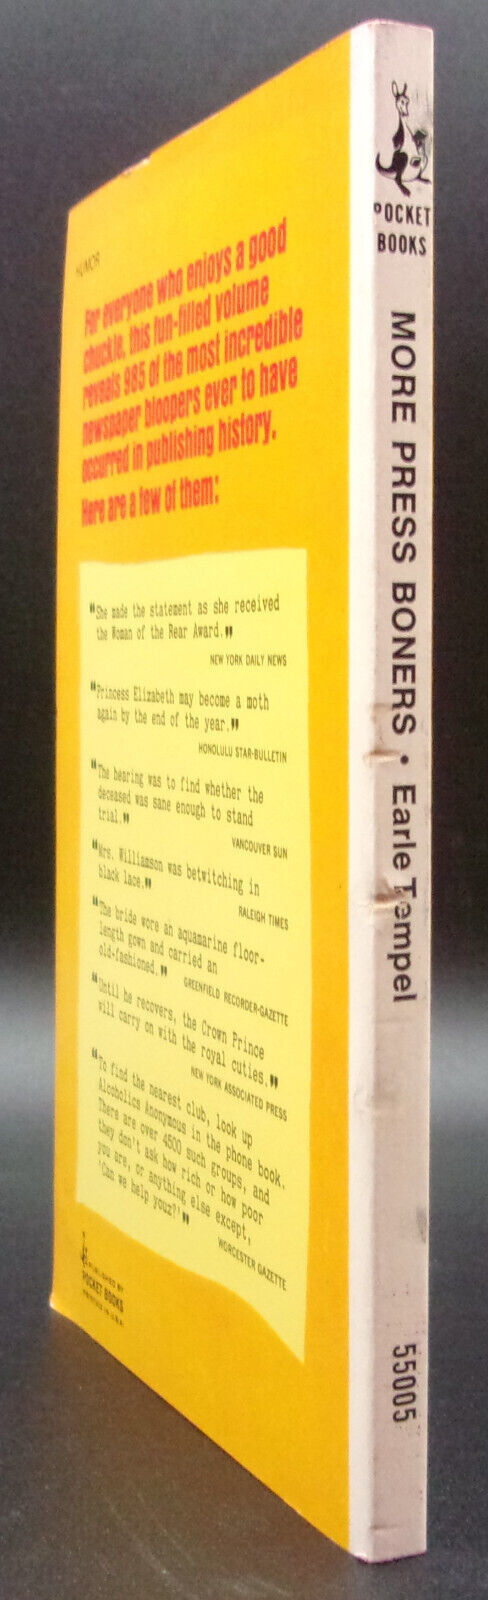 HUMOR
For everyone who enjoys a good
chuckle, this fun-filled volume
reveals 985 of the most incredible
newspaper bloopers ever to have
occurred in publishing history.
Here are a few of them:
"She made the statement as she received
the Woman of the Rear Award."
NEW YORK DAILY NEWS
"Princess Elizabeth may become a moth
again by the end of the year."
HONOLULU STAR-BULLETIN
"The hearing was to find whether the
deceased was sane enough to stand
trial."
VANCOUVER SUN
"Mrs. Williamson was betwitching in
black lace."
RALEIGH TIMES
"The bride wore an aquamarine floor-
length gown and carried an
old-fashioned."
GREENFIELD RECORDER-GAZETTE
"Until he recovers, the Crown Prince
will carry on with the royal cuties."
NEW YORK ASSOCIATED PRESS
"To find the nearest club, look up
Alcoholics Anonymous in the phone book.
There are over 4500 such groups, and
they don't ask how rich or how poor
you are, or anything else except,
'Can we help youz?'"
WORCESTER GAZETTE
PUBLISHED BY
POCKET BOOKS
PRINTED IN U.S.A.
POCKET
BOOKS
MORE PRESS BONERS • Earle Tempel
55005